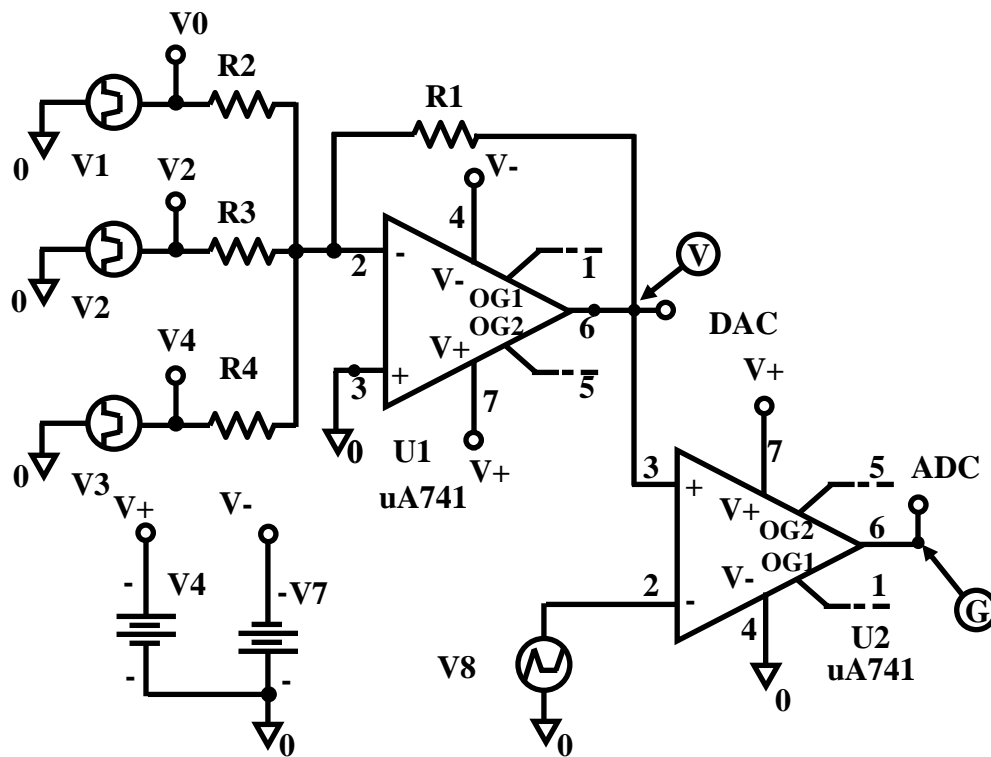 V0
R2
R1
0
V1
V2
V-
4
R3
2
-
1
V-
OG1
V
0
V2
OG2
6
DAC
V4
V+
R4
3
+
5
V+
7
7
0
U1
V+
3
5
ADC
0
V3
uA741
+
V+
OG2
6
V+
V-
OG1
-
V4
-
V7
2
-
V-
1
G
4
U2
V8
uA741
-
-
0
0
0